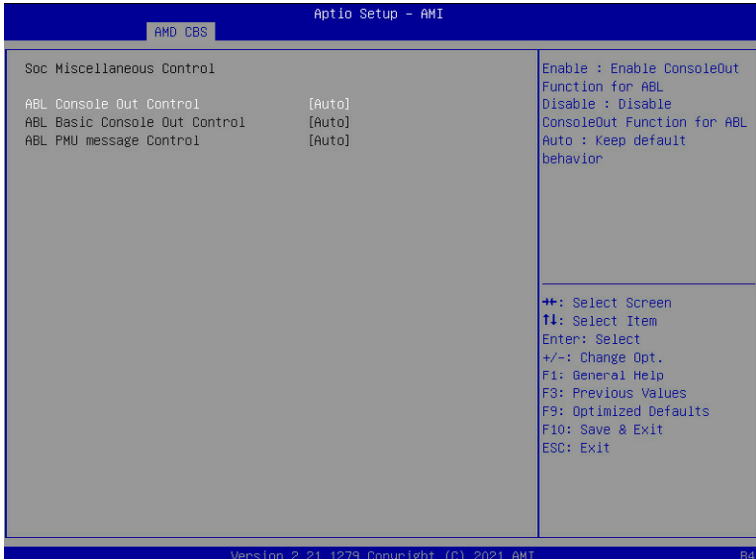 Aptio Setup - AMI
AMD CBS
Soc Miscellaneous Control
ABL Console Out Control [Auto]
ABL Basic Console Out Control [Auto]
ABL PMU message Control [Auto]
Enable : Enable ConsoleOut
Function for ABL
Disable : Disable
ConsoleOut Function for ABL
Auto : Keep default
behavior
→←: Select Screen
↑↓: Select Item
Enter: Select
+/-: Change Opt.
F1: General Help
F3: Previous Values
F9: Optimized Defaults
F10: Save & Exit
ESC: Exit
Version 2.21.1279 Copyright (C) 2021 AMI
B4